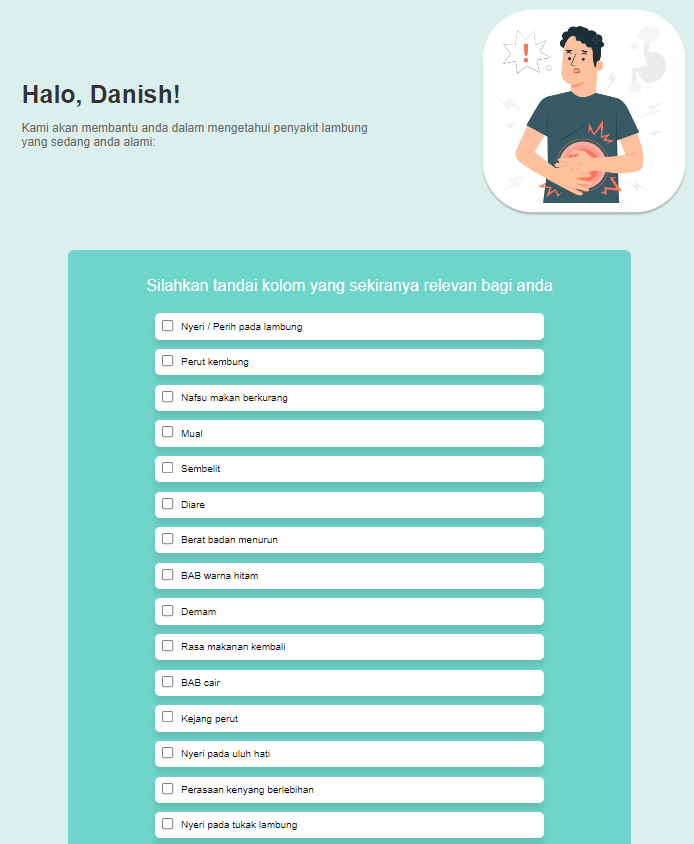 Halo, Danish!
Kami akan membantu anda dalam mengetahui penyakit lambung
yang sedang anda alami:
!
Silahkan tandai kolom yang sekiranya relevan bagi anda
Nyeri / Perih pada lambung
Perut kembung
Nafsu makan berkurang
Mual
Sembelit
Diare
Berat badan menurun
BAB warna hitam
Demam
Rasa makanan kembali
BAB cair
Kejang perut
Nyeri pada uluh hati
Perasaan kenyang berlebihan
Nyeri pada tukak lambung